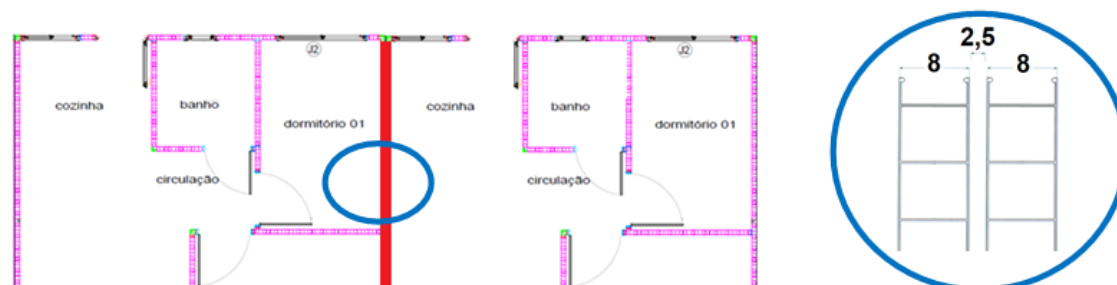 J2
cozinha
banho
dormitório 01
circulação
cozinha
J2
banho
dormitório 01
circulação
2,5
8
8